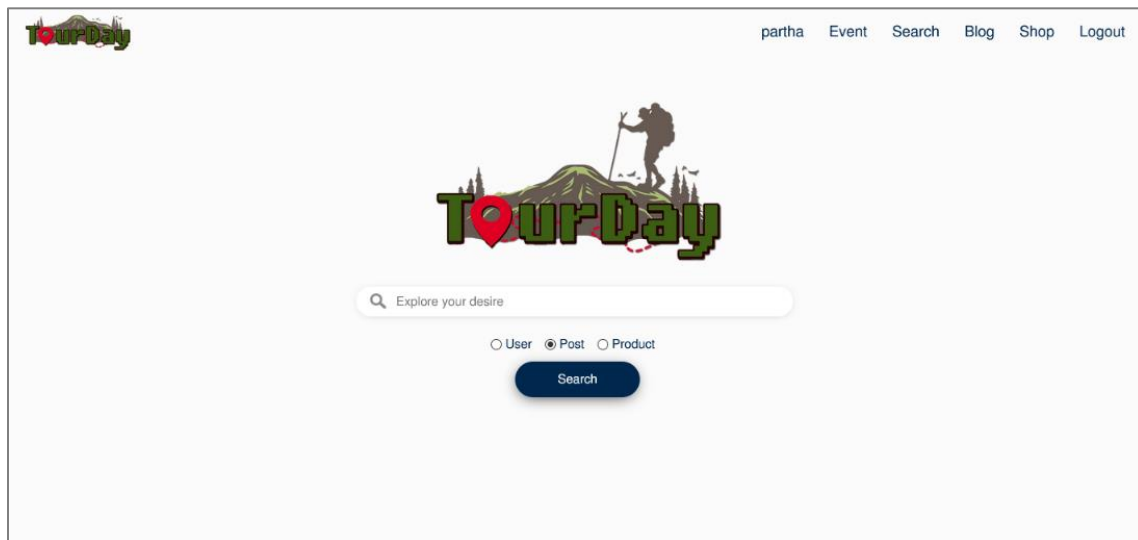 TourDay
partha Event Search Blog Shop Logout
TourDay
Explore your desire
User Post Product
Search